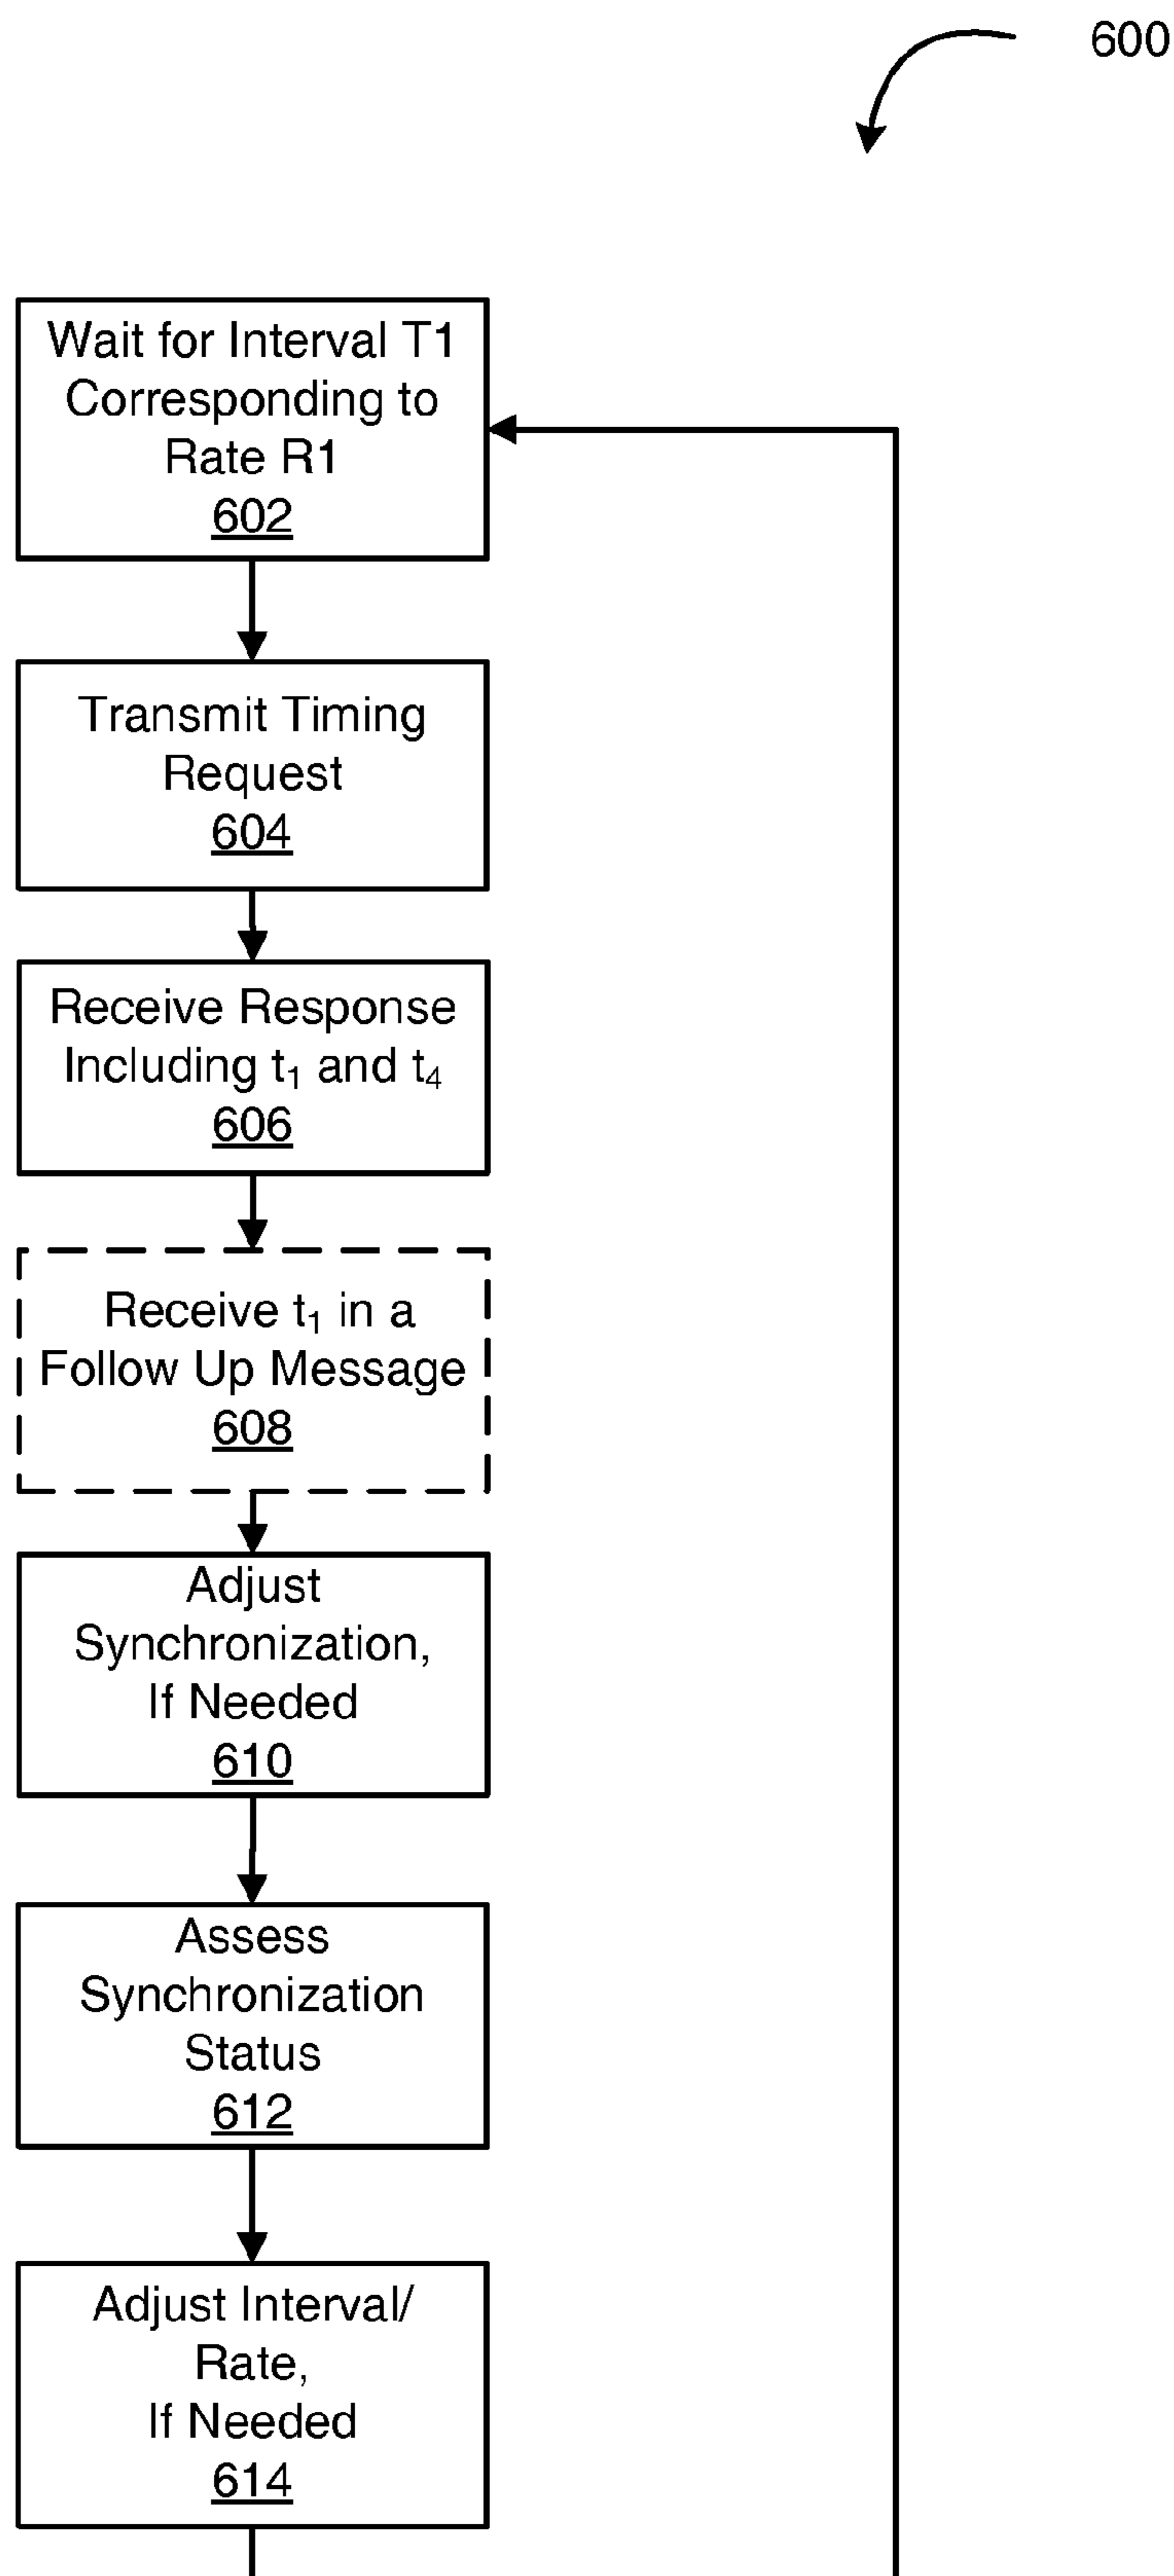 600
Wait for Interval T1
Corresponding to
Rate R1
602
Transmit Timing
Request
604
Receive Response
Including t₁ and t₄
606
Receive t₁ in a
Follow Up Message
608
Adjust
Synchronization,
If Needed
610
Assess
Synchronization
Status
612
Adjust Interval/
Rate,
If Needed
614